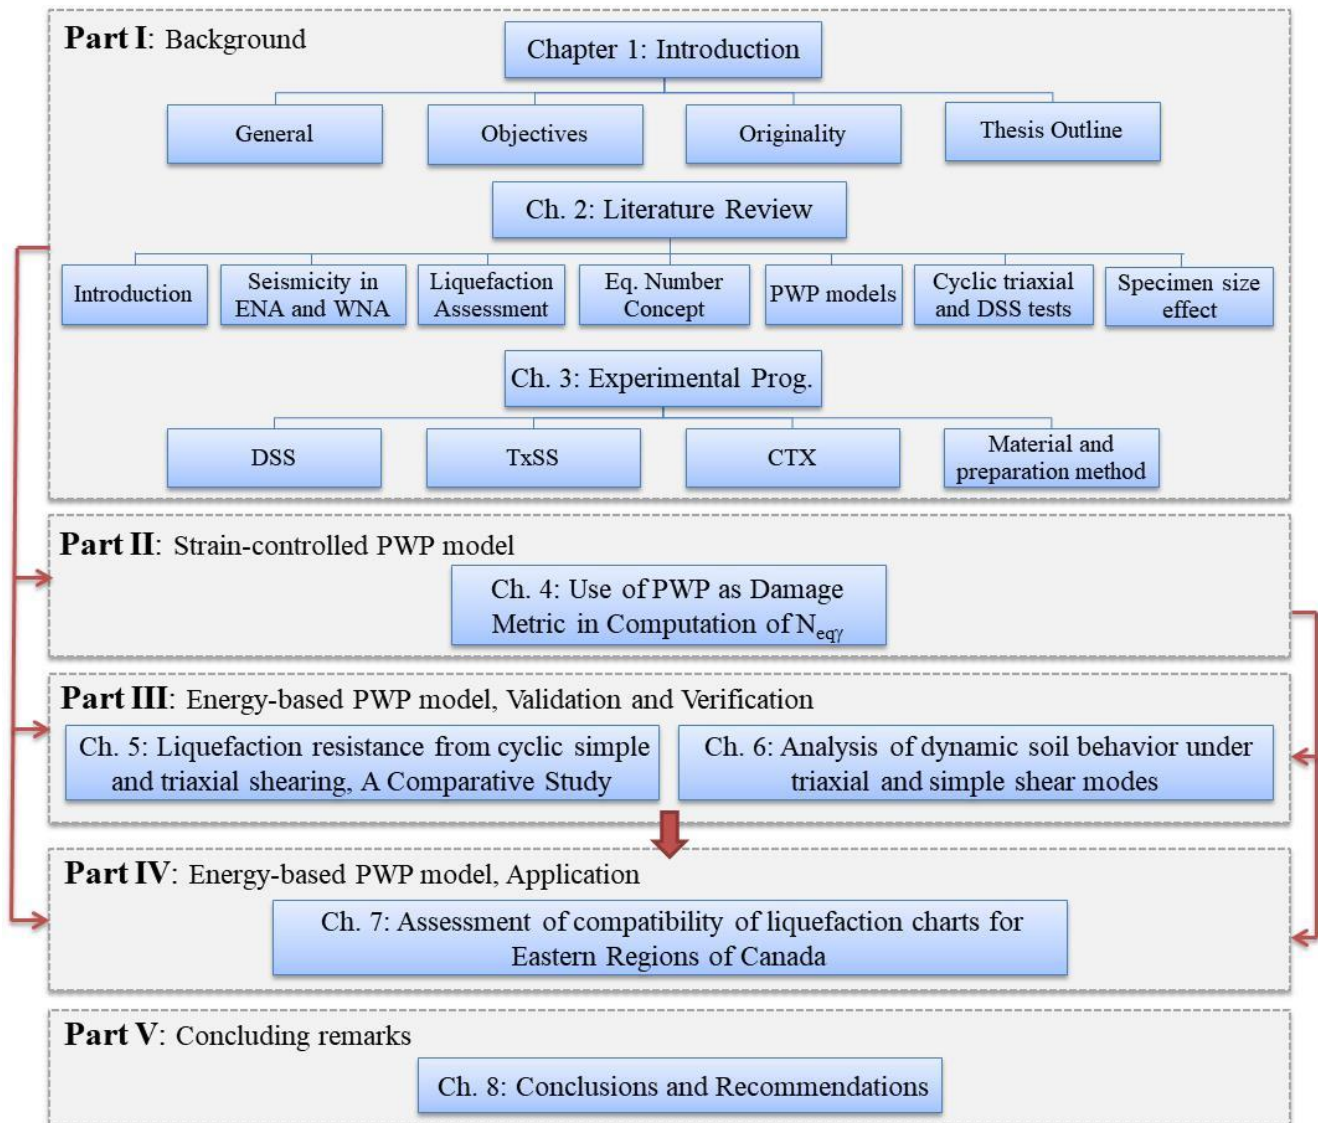 Part I: Background
Chapter 1: Introduction
General
Objectives
Originality
Thesis Outline
Ch. 2: Literature Review
Introduction
Seismicity in
ENA and WNA
Liquefaction
Assessment
Eq. Number
Concept
PWP models
Cyclic triaxial
and DSS tests
Specimen size
effect
Ch. 3: Experimental Prog.
DSS
TxSS
CTX
Material and
preparation method
Part II: Strain-controlled PWP model
Ch. 4: Use of PWP as Damage
Metric in Computation of Neqγ
Part III: Energy-based PWP model, Validation and Verification
Ch. 5: Liquefaction resistance from cyclic simple
and triaxial shearing, A Comparative Study
Ch. 6: Analysis of dynamic soil behavior under
triaxial and simple shear modes
Part IV: Energy-based PWP model, Application
Ch. 7: Assessment of compatibility of liquefaction charts for
Eastern Regions of Canada
Part V: Concluding remarks
Ch. 8: Conclusions and Recommendations